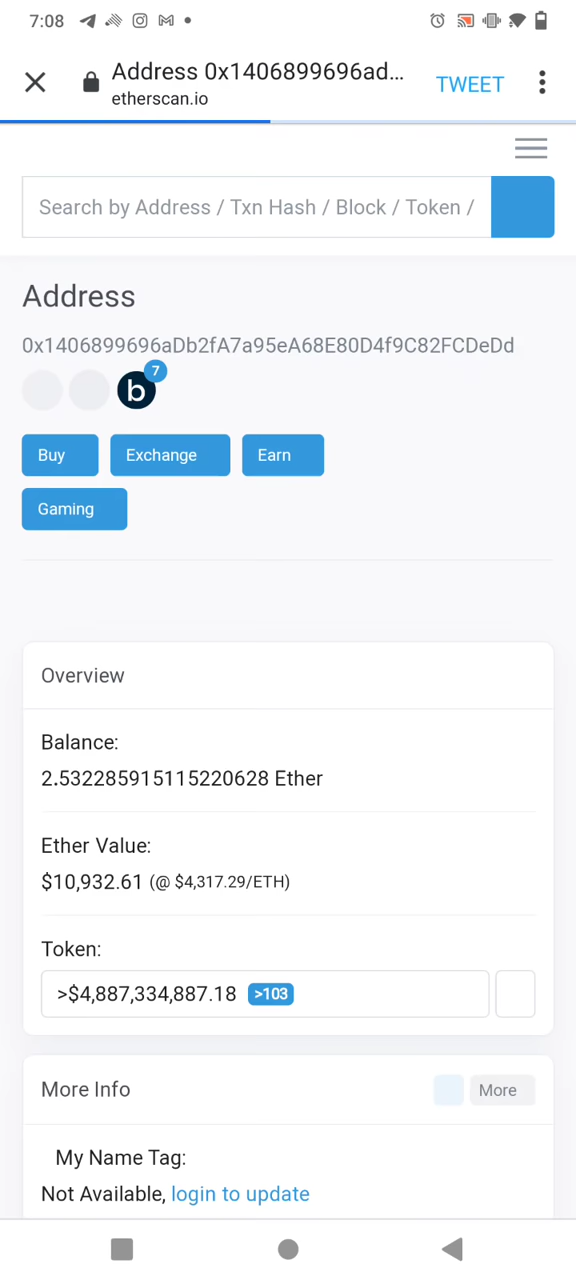 7:08
Address 0x1406899696ad...
etherscan.io
TWEET
Search by Address / Txn Hash / Block / Token /
Address
0x1406899696aDb2fA7a95eA68E80D4f9C82FCDeDd
b 7
Buy Exchange Earn
Gaming
Overview
Balance:
2.532285915115220628 Ether
Ether Value:
$10,932.61 (@ $4,317.29/ETH)
Token:
>$4,887,334,887.18 >103
More Info More
My Name Tag:
Not Available, login to update